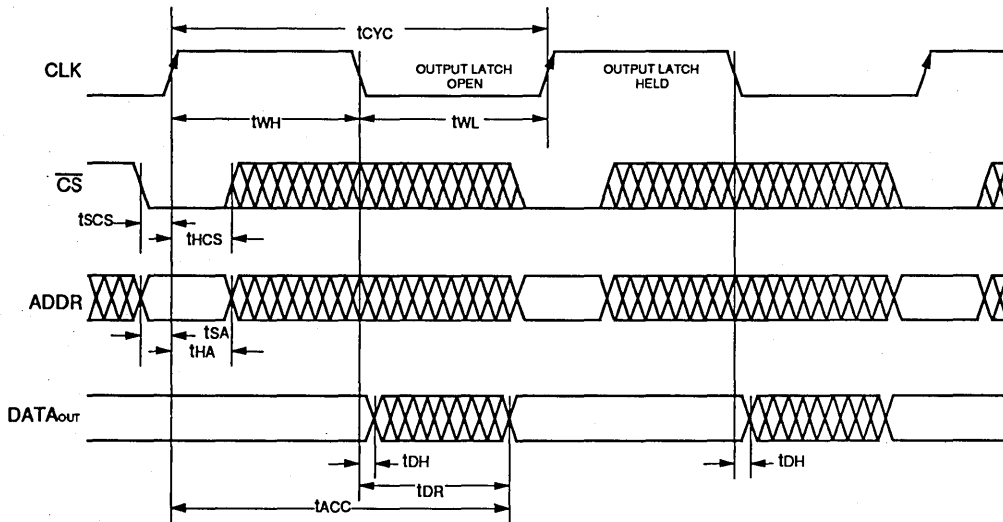 tCYC
CLK
OUTPUT LATCH
OPEN
OUTPUT LATCH
HELD
tWH
tWL
CS
tSCS
tHCS
ADDR
tSA
tHA
DATAOUT
tDH
tDH
tDR
tACC